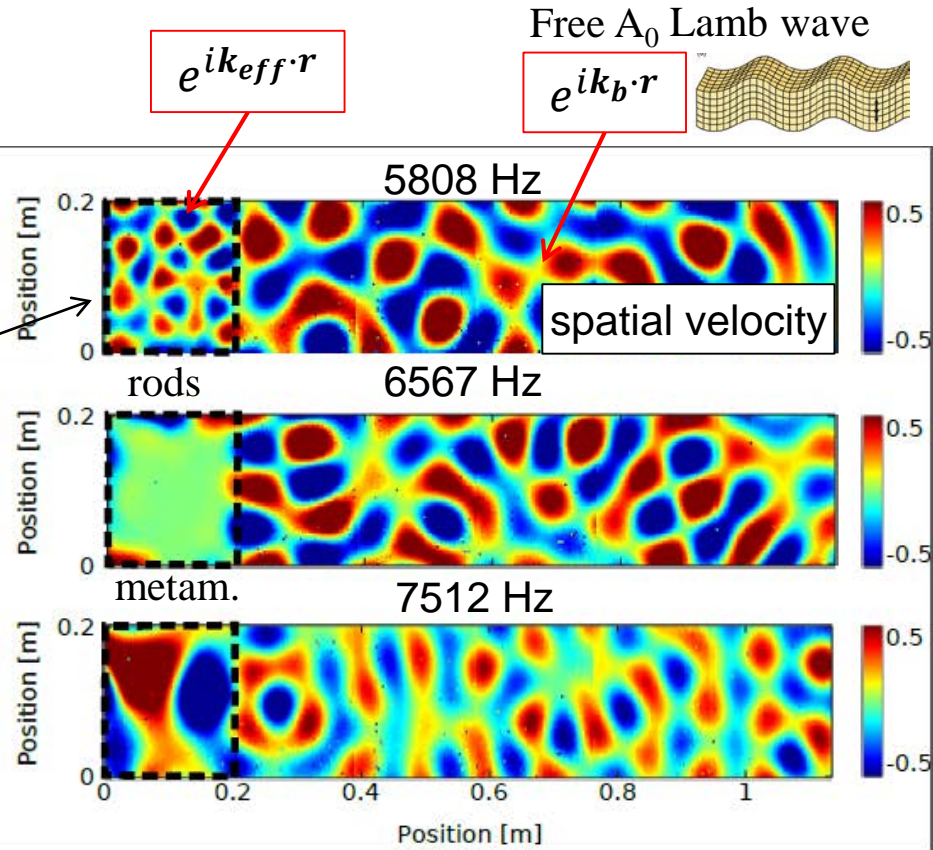 Free A₀ Lamb wave
e^{ik_eff·r}
e^{ik_b·r}
5808 Hz
0.2
0
Position [m]
0.5
-0.5
spatial velocity
rods
6567 Hz
0.2
0
Position [m]
0.5
-0.5
metam.
7512 Hz
0.2
0
Position [m]
0.5
-0.5
0 0.2 0.4 0.6 0.8 1
Position [m]